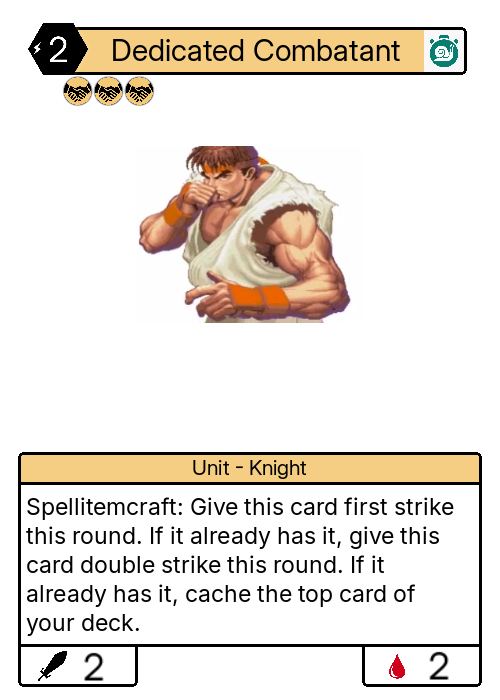 2 Dedicated Combatant
Unit - Knight
Spellitemcraft: Give this card first strike
this round. If it already has it, give this
card double strike this round. If it
already has it, cache the top card of
your deck.
2 2